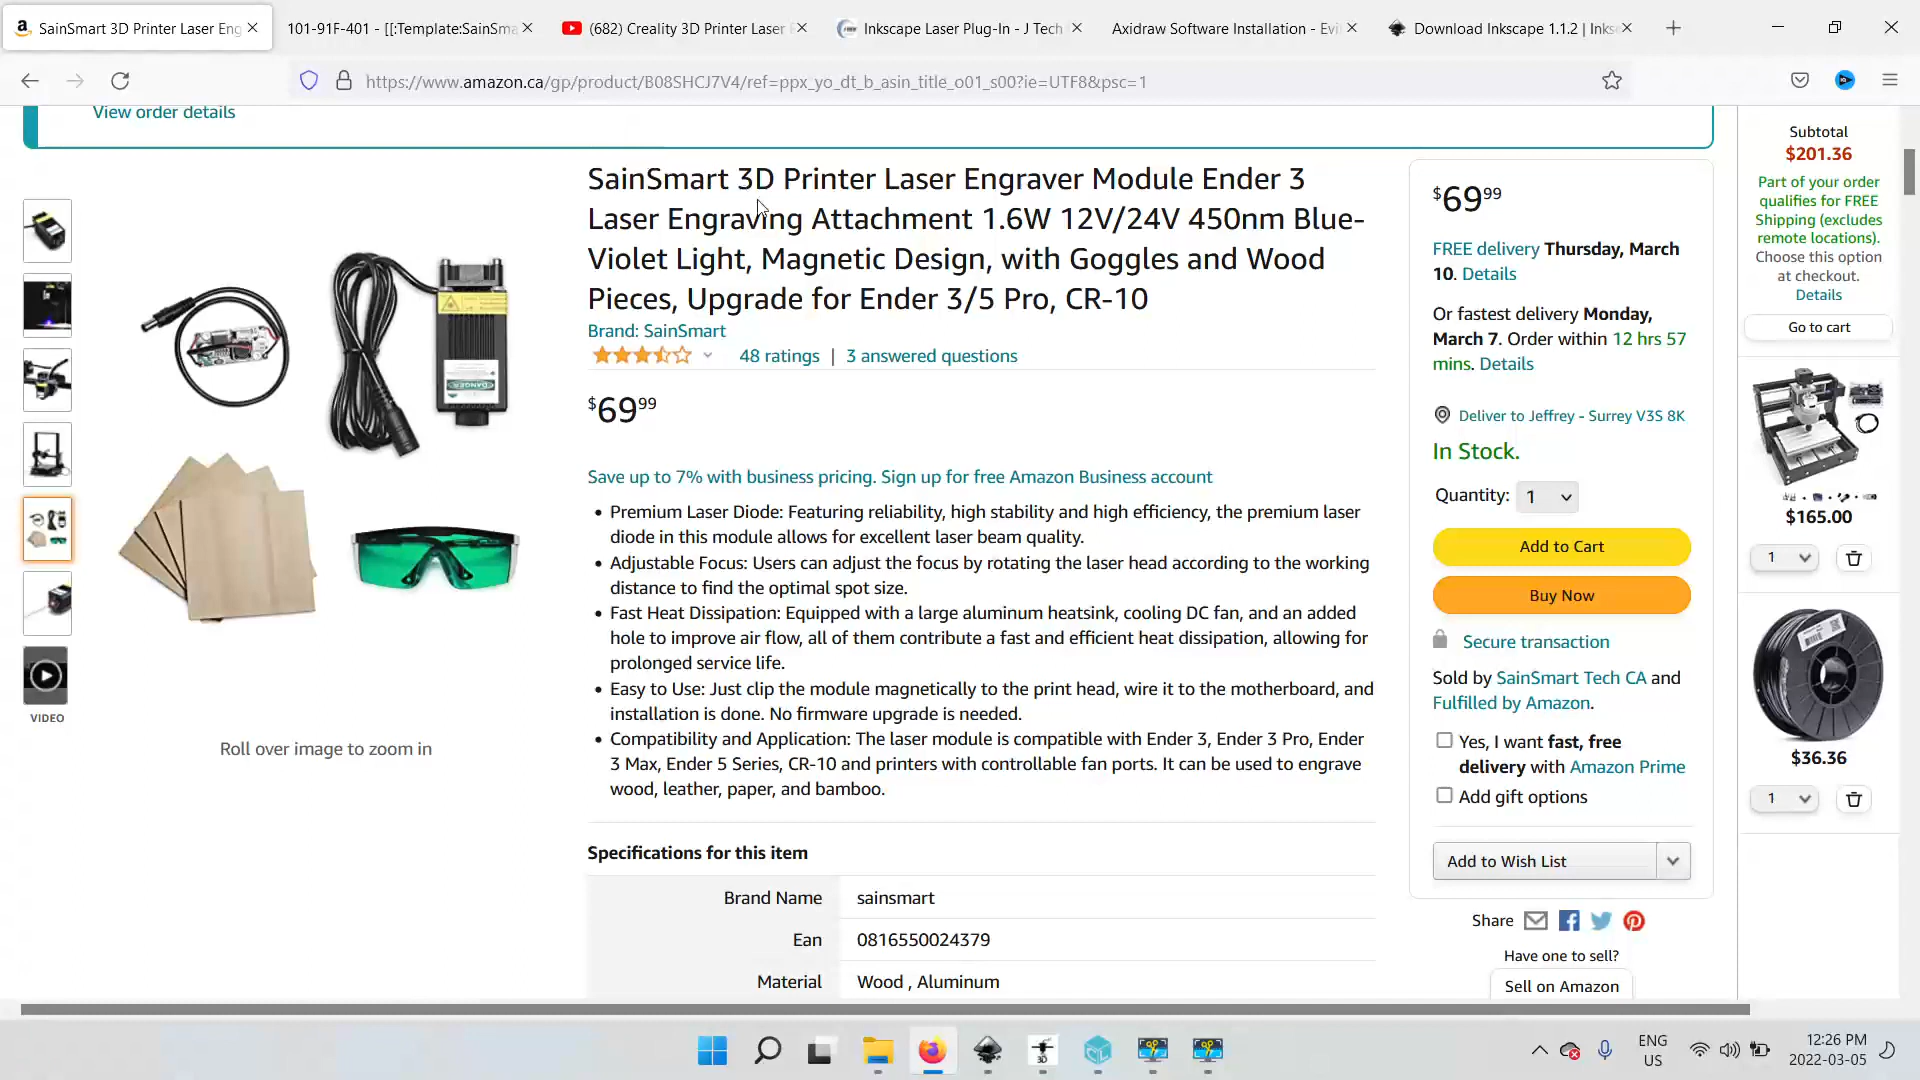 SainSmart 3D Printer Laser Eng
101-91F-401 - [[:Template:SainSma
(682) Creality 3D Printer Laser
Inkscape Laser Plug-In - J Tech
Axidraw Software Installation - Evi
Download Inkscape 1.1.2 | Inks
https://www.amazon.ca/gp/product/B08SHCJ7V4/ref=ppx_yo_dt_b_asin_title_o01_s00?ie=UTF8&psc=1
View order details
VIDEO
Roll over image to zoom in
DANGER
SainSmart 3D Printer Laser Engraver Module Ender 3
Laser Engraving Attachment 1.6W 12V/24V 450nm Blue-
Violet Light, Magnetic Design, with Goggles and Wood
Pieces, Upgrade for Ender 3/5 Pro, CR-10
Brand: SainSmart
48 ratings | 3 answered questions
$69 99
Save up to 7% with business pricing. Sign up for free Amazon Business account
• Premium Laser Diode: Featuring reliability, high stability and high efficiency, the premium laser
diode in this module allows for excellent laser beam quality.
• Adjustable Focus: Users can adjust the focus by rotating the laser head according to the working
distance to find the optimal spot size.
• Fast Heat Dissipation: Equipped with a large aluminum heatsink, cooling DC fan, and an added
hole to improve air flow, all of them contribute a fast and efficient heat dissipation, allowing for
prolonged service life.
• Easy to Use: Just clip the module magnetically to the print head, wire it to the motherboard, and
installation is done. No firmware upgrade is needed.
• Compatibility and Application: The laser module is compatible with Ender 3, Ender 3 Pro, Ender
3 Max, Ender 5 Series, CR-10 and printers with controllable fan ports. It can be used to engrave
wood, leather, paper, and bamboo.
Specifications for this item
Brand Name sainsmart
Ean 0816550024379
Material Wood , Aluminum
$69 99
FREE delivery Thursday, March
10. Details
Or fastest delivery Monday,
March 7. Order within 12 hrs 57
mins. Details
Deliver to Jeffrey - Surrey V3S 8K
In Stock.
Quantity: 1
Add to Cart
Buy Now
Secure transaction
Sold by SainSmart Tech CA and
Fulfilled by Amazon.
Yes, I want fast, free
delivery with Amazon Prime
Add gift options
Add to Wish List
Share
Have one to sell?
Sell on Amazon
Subtotal
$201.36
Part of your order
qualifies for FREE
Shipping (excludes
remote locations).
Choose this option
at checkout.
Details
Go to cart
$165.00
1
$36.36
1
3D
CL
ENG
US
12:26 PM
2022-03-05